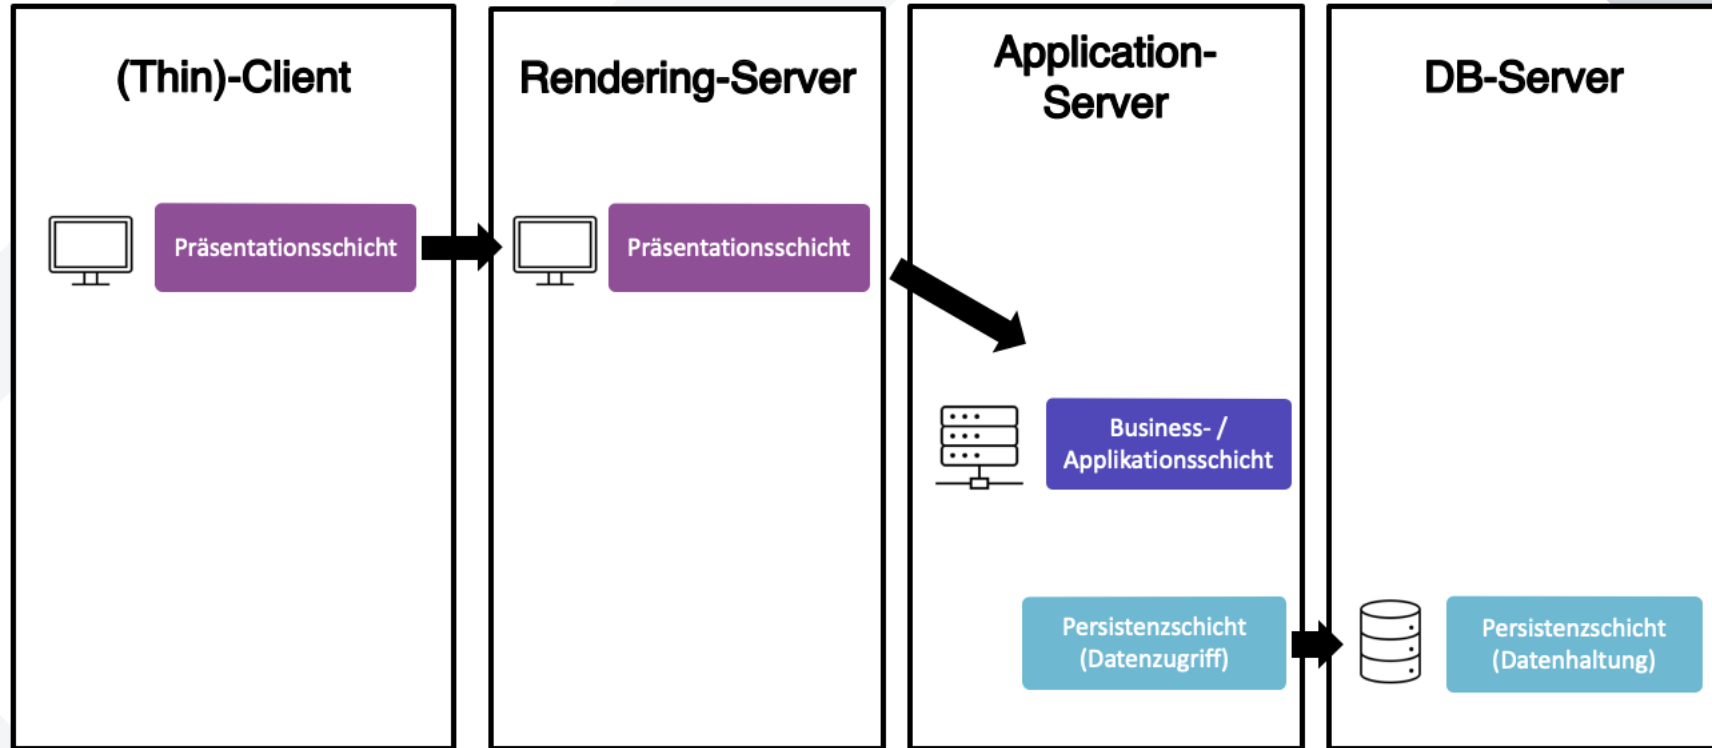 (Thin)-Client
Rendering-Server
Application-
Server
DB-Server
Präsentationsschicht
Präsentationsschicht
Business- /
Applikationsschicht
Persistenzschicht
(Datenzugriff)
Persistenzschicht
(Datenhaltung)